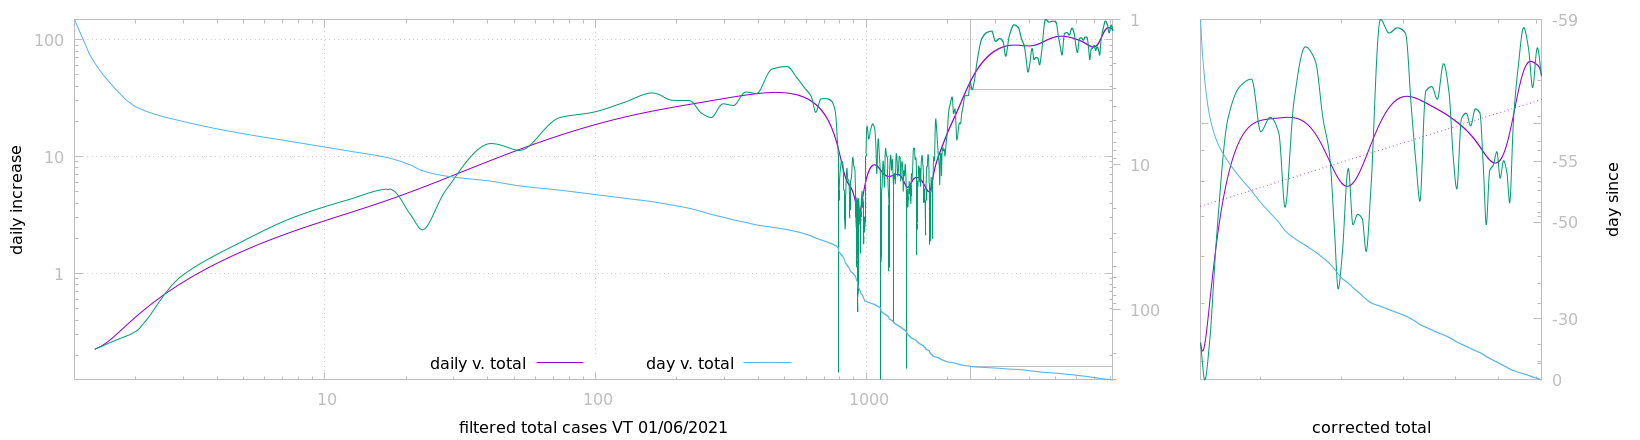 100
10
1
daily increase
10
100
1000
filtered total cases VT 01/06/2021
daily v. total
day v. total
1
10
100
-59
-55
-50
-30
0
day since
corrected total